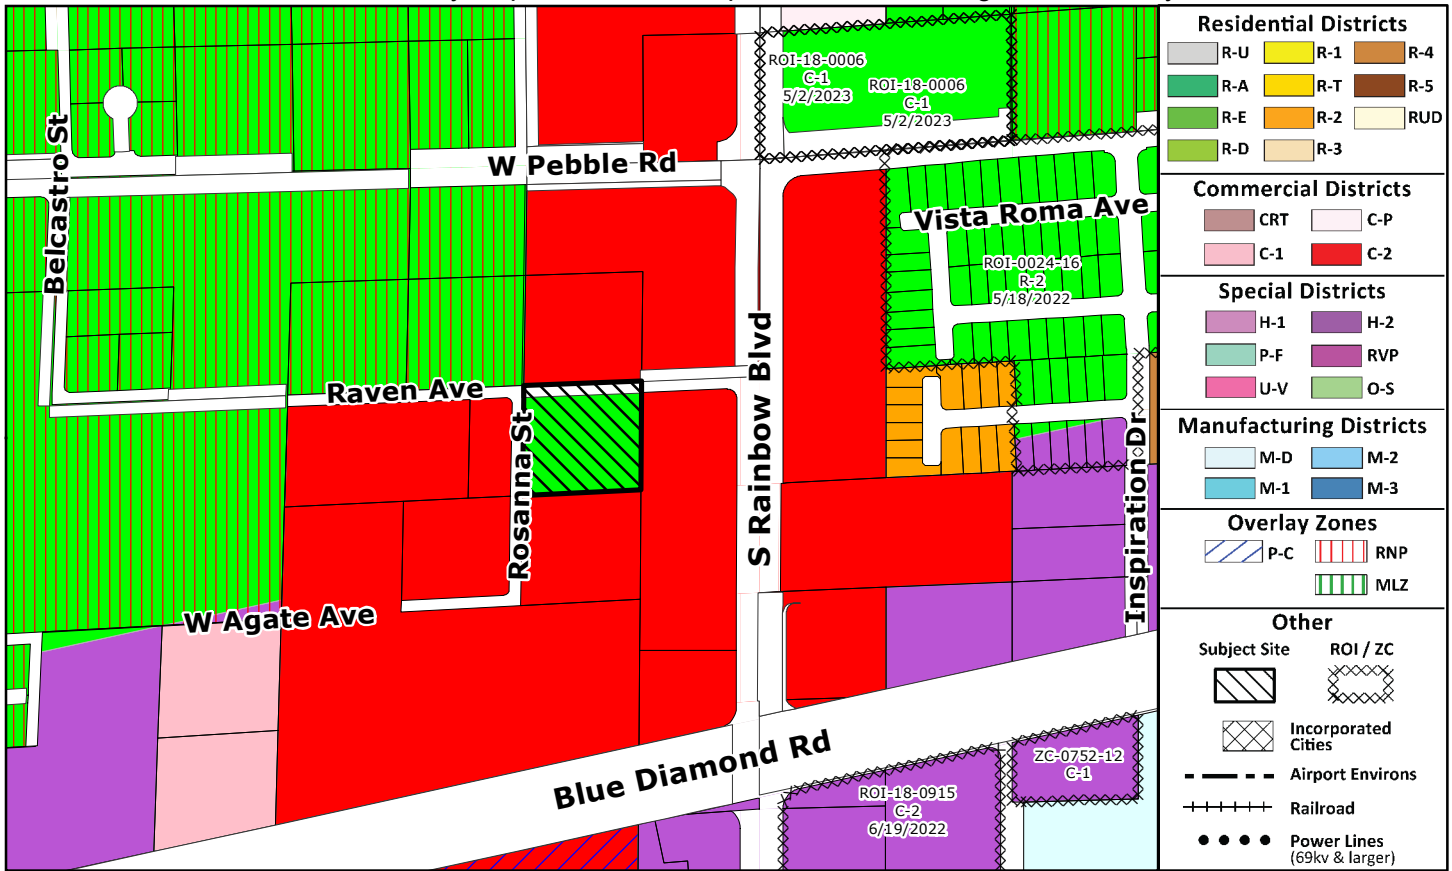 ROI-18-0006
C-1
5/2/2023
ROI-18-0006
C-1
5/2/2023
Belcastro St
W Pebble Rd
Vista Roma Ave
ROI-0024-16
R-2
5/18/2022
S Rainbow Blvd
Raven Ave
Rosanna St
Inspiration Dr
W Agate Ave
Blue Diamond Rd
ZC-0752-12
C-1
ROI-18-0915
C-2
6/19/2022
Residential Districts
R-U R-1 R-4
R-A R-T R-5
R-E R-2 RUD
R-D R-3
Commercial Districts
CRT C-P
C-1 C-2
Special Districts
H-1 H-2
P-F RVP
U-V O-S
Manufacturing Districts
M-D M-2
M-1 M-3
Overlay Zones
P-C RNP
MLZ
Other
Subject Site ROI / ZC
Incorporated
Cities
Airport Environs
Railroad
Power Lines
(69kv & larger)